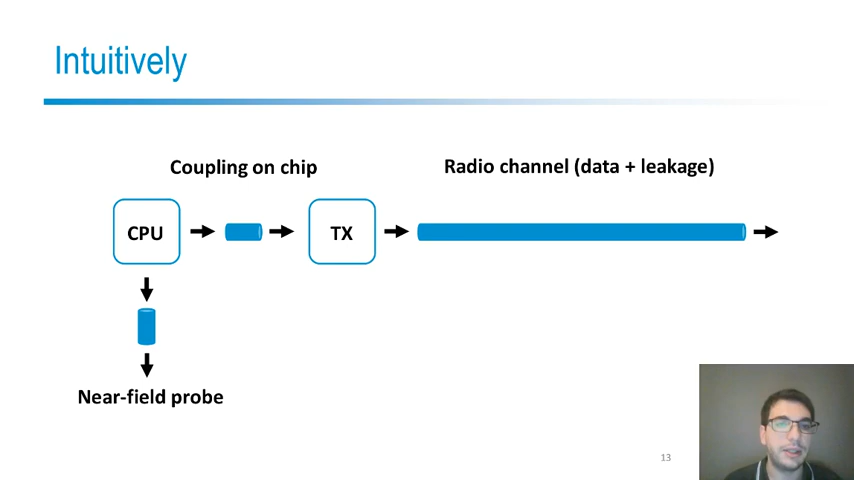 Intuitively
Coupling on chip
Radio channel (data + leakage)
CPU
TX
Near-field probe
13